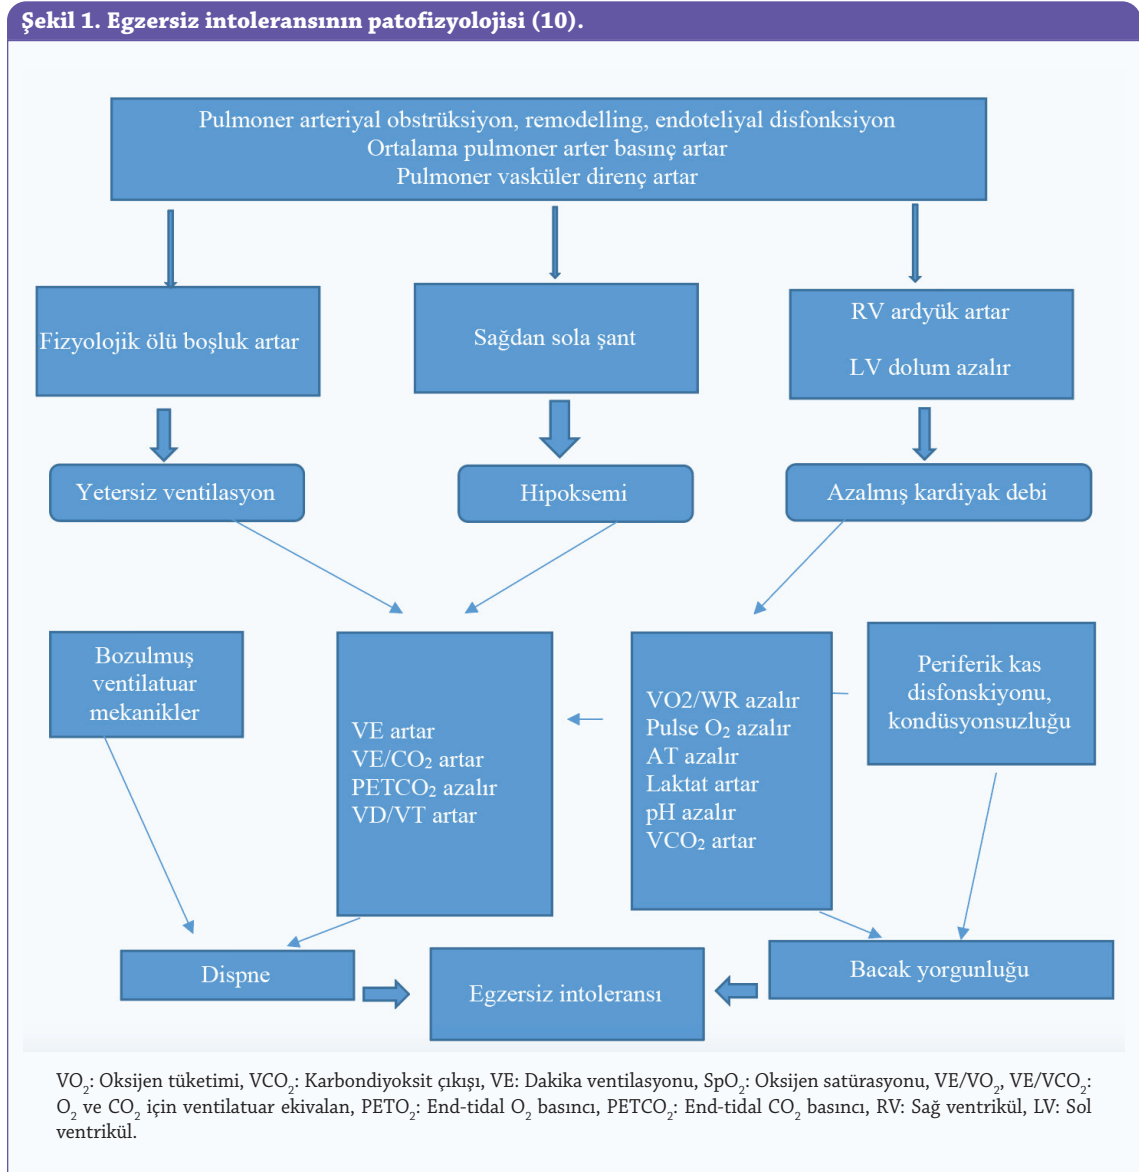 Şekil 1. Egzersiz intoleransının patofizyolojisi (10).
Pulmoner arteriyal obstrüksiyon, remodelling, endoteliyal disfonksiyon
Ortalama pulmoner arter basınç artar
Pulmoner vasküler direnç artar
Fizyolojik ölü boşluk artar
Sağdan sola şant
RV ardyük artar
LV dolum azalır
Yetersiz ventilasyon
Hipoksemi
Azalmış kardiyak debi
Bozulmuş
ventilatuar
mekanikler
VE artar
VE/CO₂ artar
PETCO₂ azalır
VD/VT artar
VO2/WR azalır
Pulse O₂ azalır
AT azalır
Laktat artar
pH azalır
VCO₂ artar
Periferik kas
disfonskiyonu,
kondüsyonsuzluğu
Dispne
Egzersiz intoleransı
Bacak yorgunluğu
VO₂: Oksijen tüketimi, VCO₂: Karbondiyoksit çıkışı, VE: Dakika ventilasyonu, SpO₂: Oksijen satürasyonu, VE/VO₂, VE/VCO₂:
O₂ ve CO₂ için ventilatuar ekivalan, PETO₂: End-tidal O₂ basıncı, PETCO₂: End-tidal CO₂ basıncı, RV: Sağ ventrikül, LV: Sol
ventrikül.